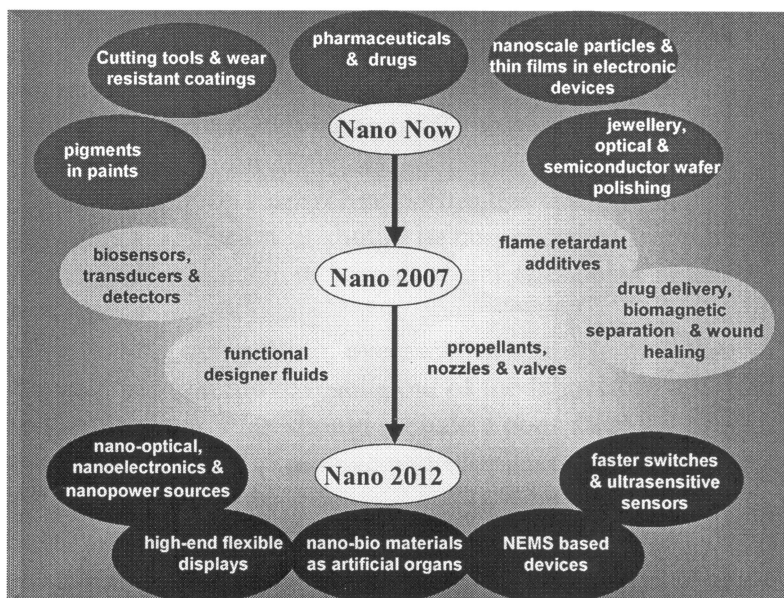 Cutting tools & wear
resistant coatings
pharmaceuticals
& drugs
nanoscale particles &
thin films in electronic
devices
Nano Now
pigments
in paints
jewellery,
optical &
semiconductor wafer
polishing
biosensors,
transducers &
detectors
Nano 2007
flame retardant
additives
drug delivery,
biomagnetic
separation & wound
healing
functional
designer fluids
propellants,
nozzles & valves
nano-optical,
nanoelectronics &
nanopower sources
Nano 2012
faster switches
& ultrasensitive
sensors
high-end flexible
displays
nano-bio materials
as artificial organs
NEMS based
devices